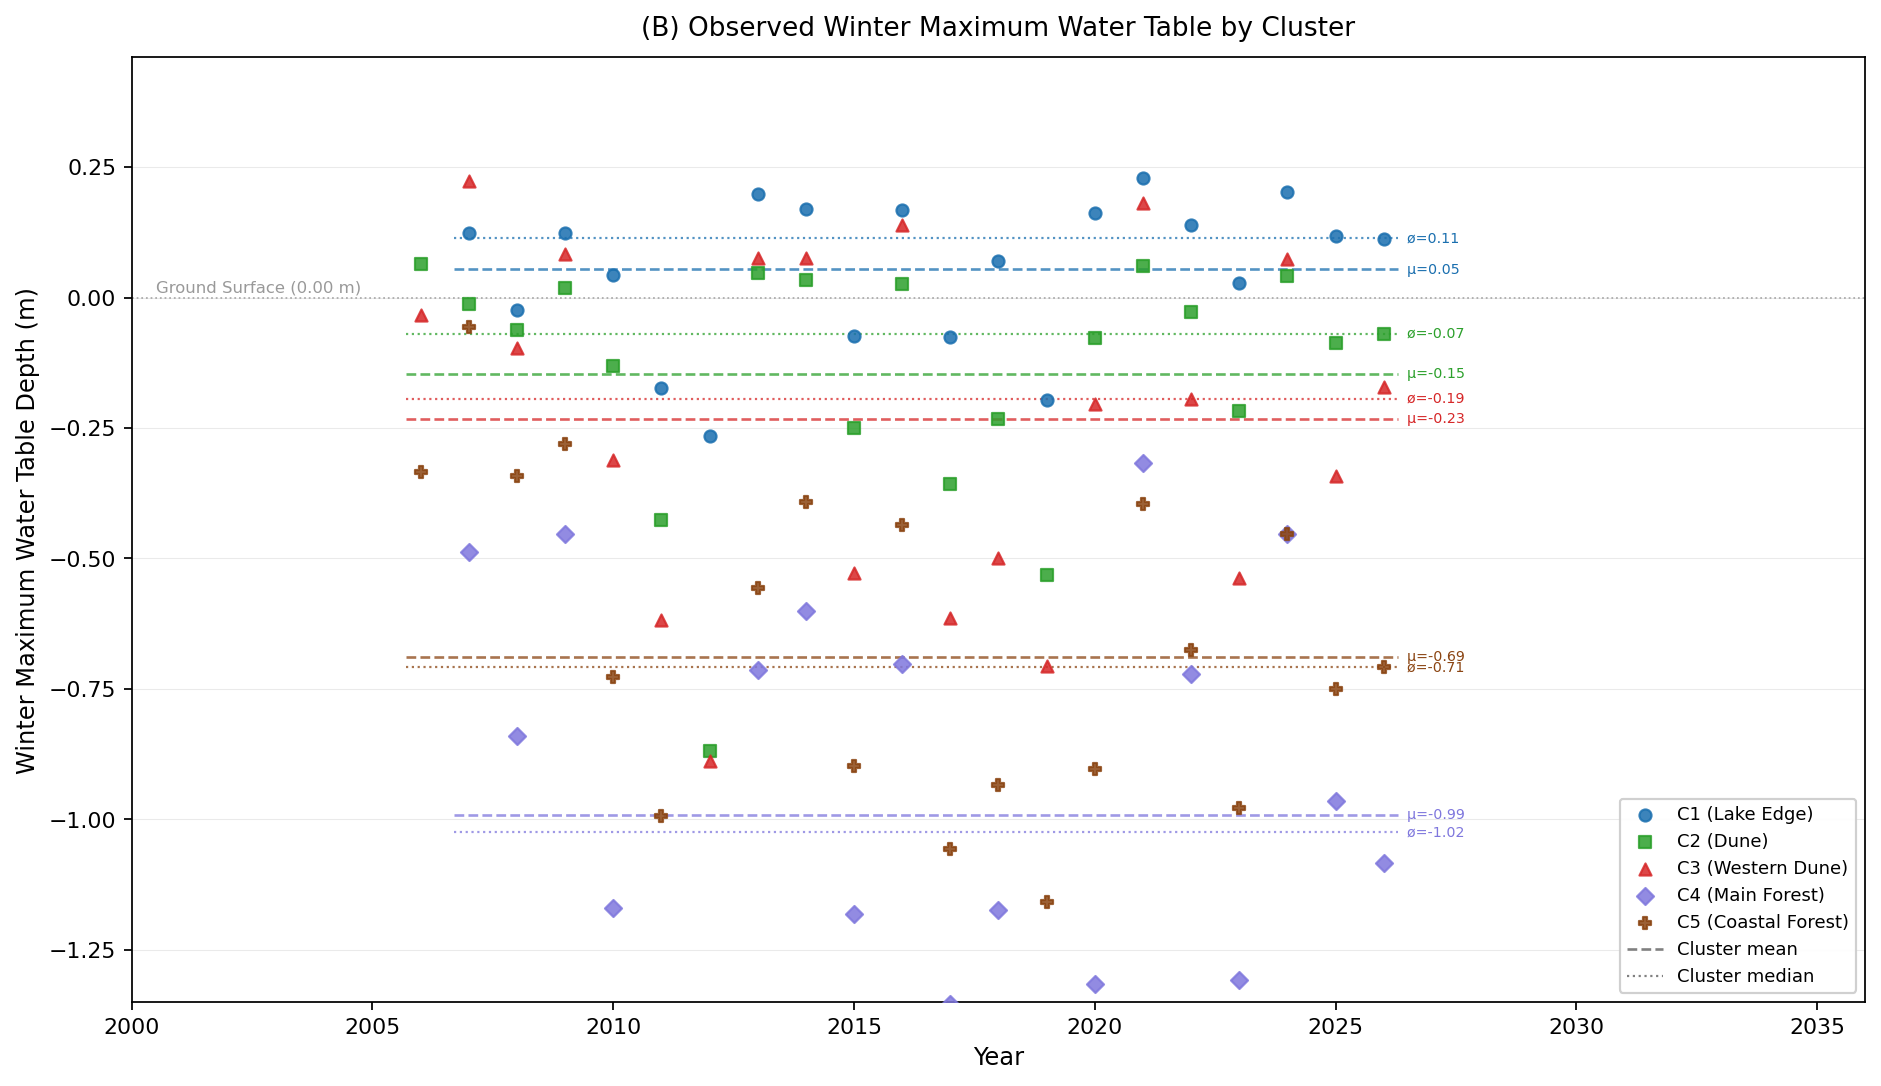 (B) Observed Winter Maximum Water Table by Cluster
Winter Maximum Water Table Depth (m)
0.25
0.00
−0.25
−0.50
−0.75
−1.00
−1.25
Ground Surface (0.00 m)
ø=0.11
μ=0.05
ø=-0.07
μ=-0.15
ø=-0.19
μ=-0.23
μ=-0.69
ø=-0.71
μ=-0.99
ø=-1.02
C1 (Lake Edge)
C2 (Dune)
C3 (Western Dune)
C4 (Main Forest)
C5 (Coastal Forest)
Cluster mean
Cluster median
2000 2005 2010 2015 2020 2025 2030 2035
Year